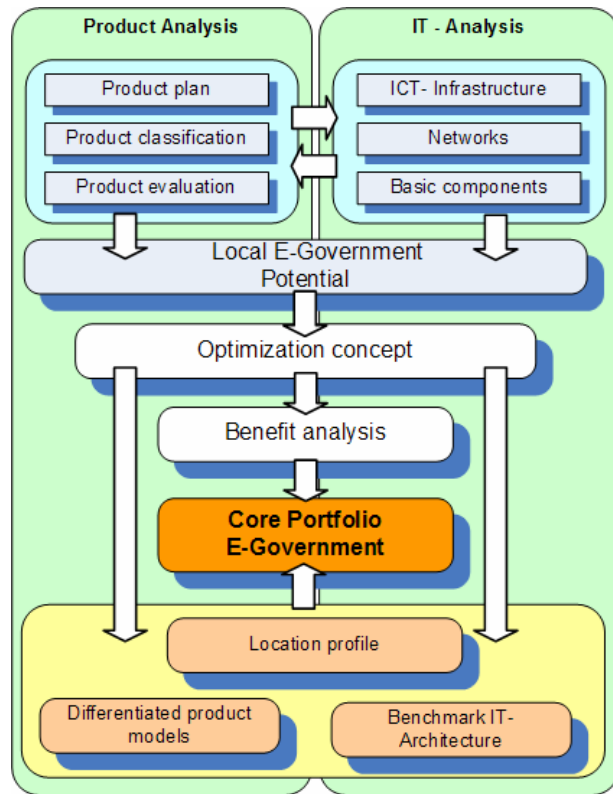 Product Analysis
IT - Analysis
Product plan
ICT- Infrastructure
Product classification
Networks
Product evaluation
Basic components
Local E-Government
Potential
Optimization concept
Benefit analysis
Core Portfolio
E-Government
Location profile
Differentiated product
models
Benchmark IT-
Architecture